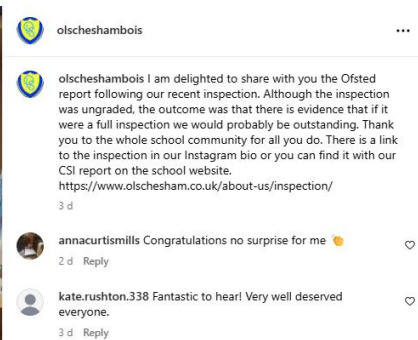 olscheshambois
olscheshambois I am delighted to share with you the Ofsted
report following our recent inspection. Although the inspection
was ungraded, the outcome was that there is evidence that if it
were a full inspection we would probably be outstanding. Thank
you to the whole school community for all you do. There is a link
to the inspection in our Instagram bio or you can find it with our
CSI report on the school website.
https://www.olschesham.co.uk/about-us/inspection/
3 d
annacurtismills Congratulations no surprise for me 👏
2 d Reply
kate.rushton.338 Fantastic to hear! Very well deserved
everyone.
3 d Reply